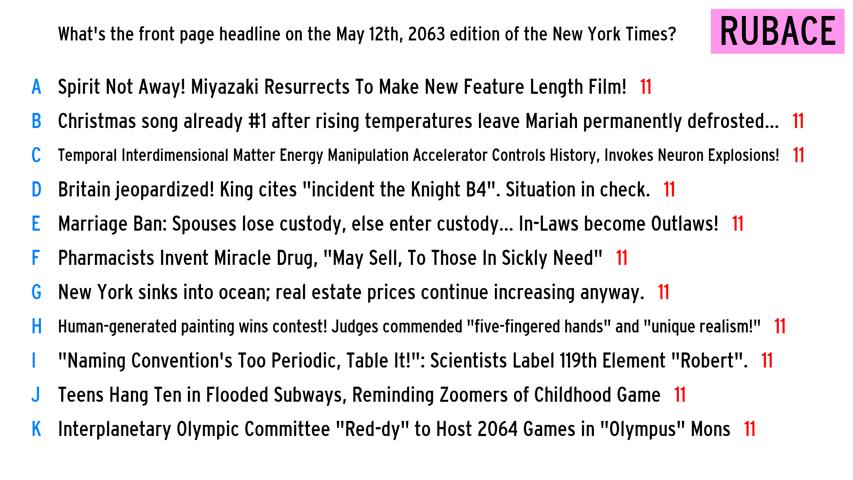 What's the front page headline on the May 12th, 2063 edition of the New York Times?
RUBACE
A Spirit Not Away! Miyazaki Resurrects To Make New Feature Length Film! 11
B Christmas song already #1 after rising temperatures leave Mariah permanently defrosted... 11
C Temporal Interdimensional Matter Energy Manipulation Accelerator Controls History, Invokes Neuron Explosions! 11
D Britain jeopardized! King cites "incident the Knight B4". Situation in check. 11
E Marriage Ban: Spouses lose custody, else enter custody... In-Laws become Outlaws! 11
F Pharmacists Invent Miracle Drug, "May Sell, To Those In Sickly Need" 11
G New York sinks into ocean; real estate prices continue increasing anyway. 11
H Human-generated painting wins contest! Judges commended "five-fingered hands" and "unique realism!" 11
I "Naming Convention's Too Periodic, Table It!": Scientists Label 119th Element "Robert". 11
J Teens Hang Ten in Flooded Subways, Reminding Zoomers of Childhood Game 11
K Interplanetary Olympic Committee "Red-dy" to Host 2064 Games in "Olympus" Mons 11